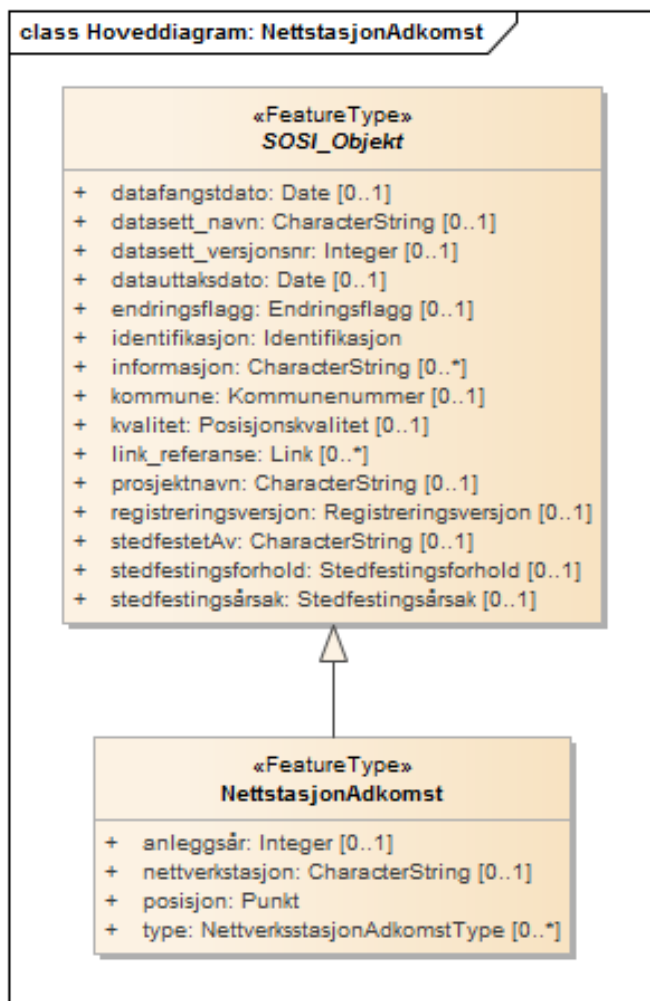 class Hoveddiagram: NettstasjonAdkomst
«FeatureType»
SOSI_Objekt
+ datafangstdato: Date [0..1]
+ datasett_navn: CharacterString [0..1]
+ datasett_versjonsnr: Integer [0..1]
+ datauttaksdato: Date [0..1]
+ endringsflagg: Endringsflagg [0..1]
+ identifikasjon: Identifikasjon
+ informasjon: CharacterString [0..*]
+ kommune: Kommunenummer [0..1]
+ kvalitet: Posisjonskvalitet [0..1]
+ link_referanse: Link [0..*]
+ prosjektnavn: CharacterString [0..1]
+ registreringsversjon: Registreringsversjon [0..1]
+ stedfestetAv: CharacterString [0..1]
+ stedfestingsforhold: Stedfestingsforhold [0..1]
+ stedfestingsårsak: Stedfestingsårsak [0..1]
«FeatureType»
NettstasjonAdkomst
+ anleggsår: Integer [0..1]
+ nettverkstasjon: CharacterString [0..1]
+ posisjon: Punkt
+ type: NettverksstasjonAdkomstType [0..*]